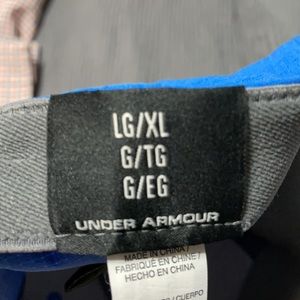 LG/XL
G/TG
G/EG
UNDER ARMOUR
MADE IN CHINA /
FABRIQUÉ EN CHINE /
HECHO EN CHINA